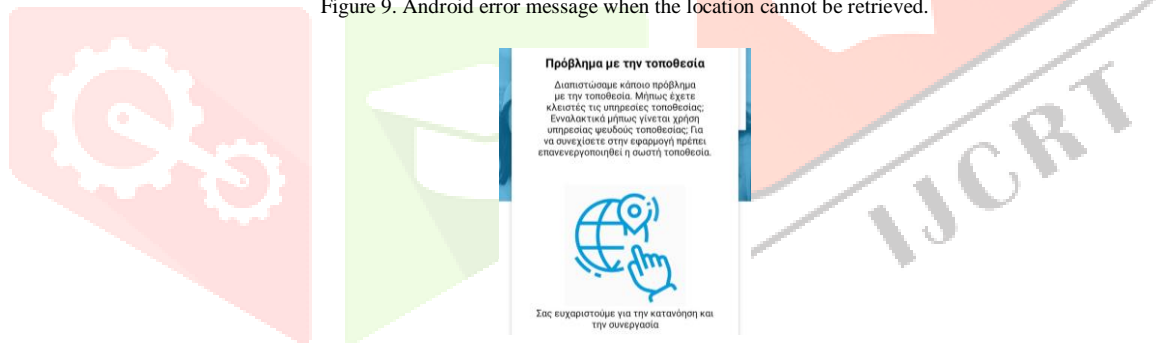 Figure 9. Android error message when the location cannot be retrieved.
Πρόβλημα με την τοποθεσία
Διαπιστώσαμε κάποιο πρόβλημα
με την τοποθεσία. Μήπως έχετε
κλειστές τις υπηρεσίες τοποθεσίας;
Ενναλακτικά μήπως γίνεται χρήση
υπηρεσίας ψευδούς τοποθεσίας; Για
να συνεχίσετε στην εφαρμογή πρέπει
επανενεργοποιηθεί η σωστή τοποθεσία.
Σας ευχαριστούμε για την κατανόηση και
την συνεργασία
IJCRT